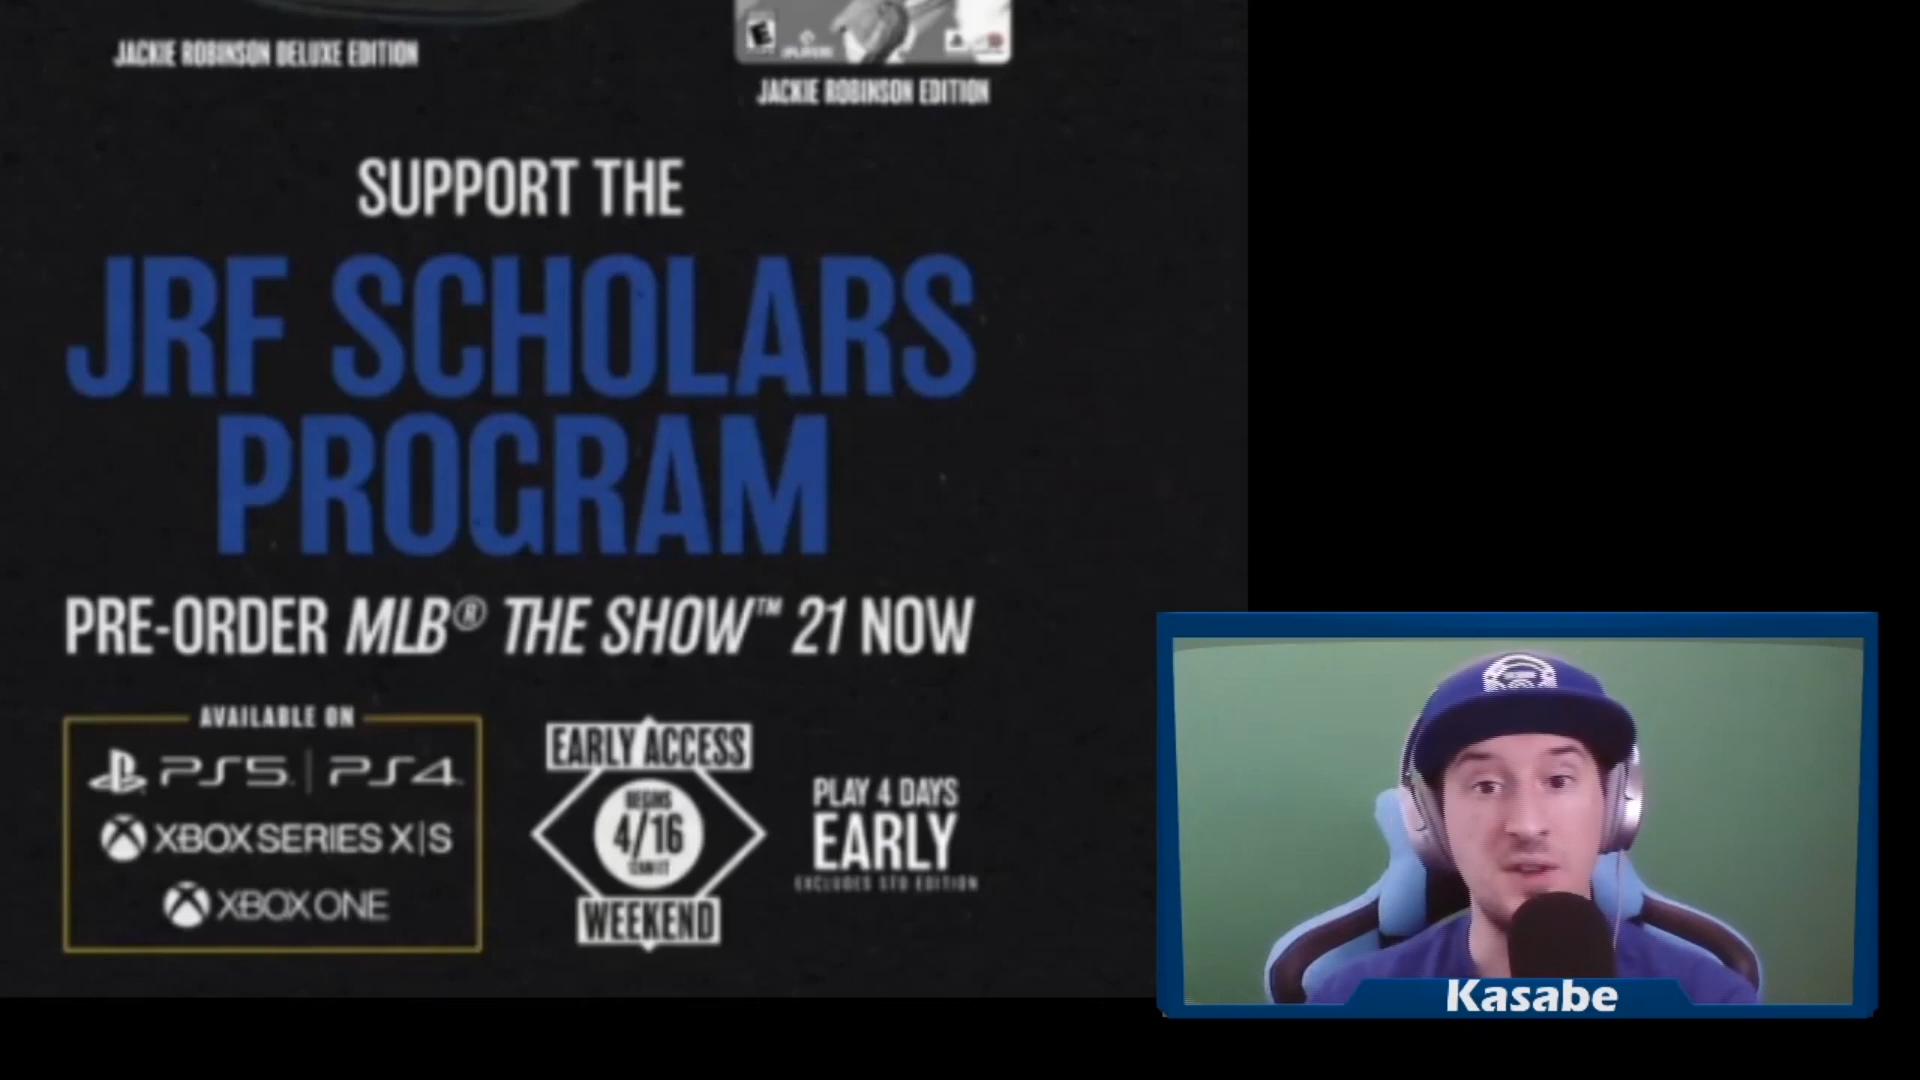 JACKIE ROBINSON DELUXE EDITION
E
JACKIE ROBINSON EDITION
SUPPORT THE
JRF SCHOLARS
PROGRAM
PRE-ORDER MLB® THE SHOW™ 21 NOW
AVAILABLE ON
PS5 | PS4
XBOX SERIES X|S
XBOX ONE
EARLY ACCESS
BEGINS
4/16
WEEKEND
PLAY 4 DAYS
EARLY
EXCLUDES STD EDITION
Kasabe